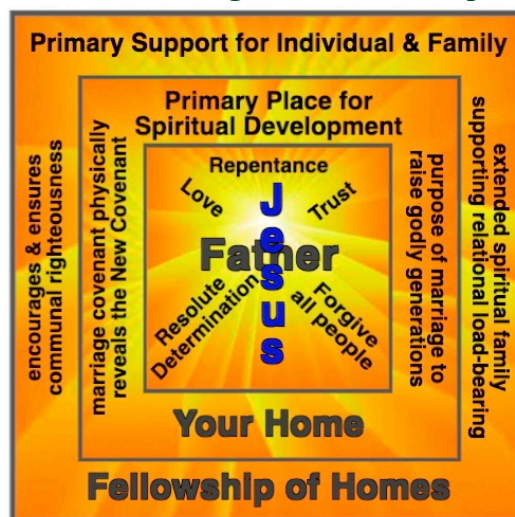 Primary Support for Individual & Family
encourages & ensures
communal righteousness
extended spiritual family
supporting relational load-bearing
Primary Place for
Spiritual Development
marriage covenant physically
reveals the New Covenant
purpose of marriage to
raise godly generations
Repentance
Love
Trust
Jesus
Father
Resolute
Determination
Forgive
all people
Your Home
Fellowship of Homes